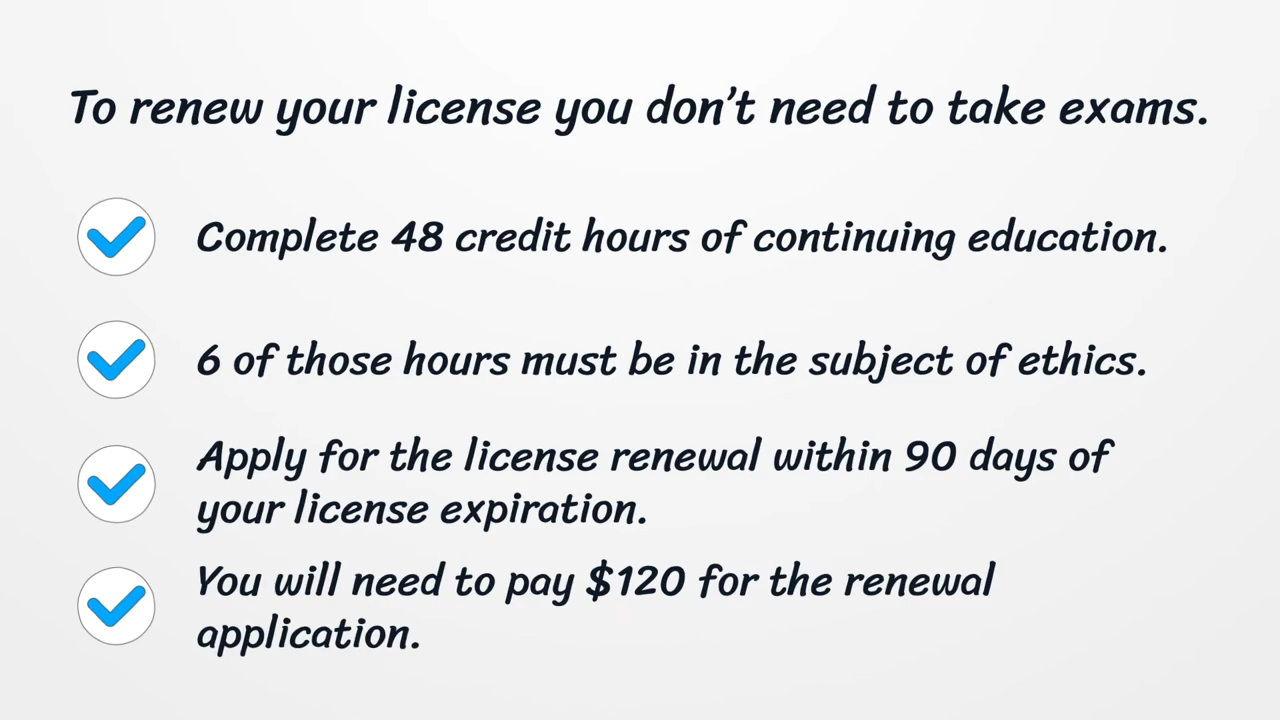 To renew your license you don’t need to take exams.
Complete 48 credit hours of continuing education.
6 of those hours must be in the subject of ethics.
Apply for the license renewal within 90 days of
your license expiration.
You will need to pay $120 for the renewal
application.